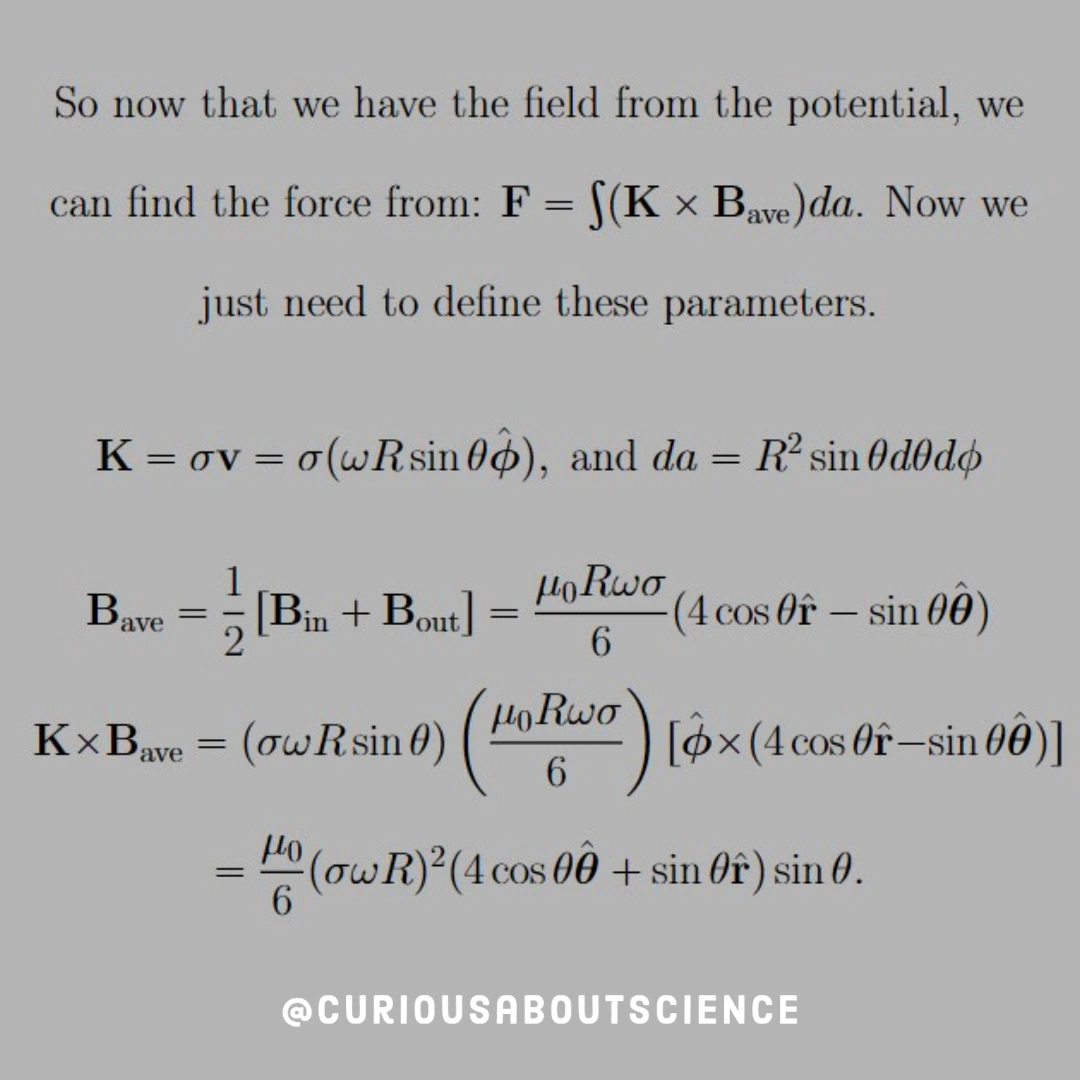 So now that we have the field from the potential, we
can find the force from: F = ∫(K × B_ave)da. Now we
just need to define these parameters.
K = σv = σ(ωR sin θφ̂), and da = R² sin θdθdφ
B_ave = 1/2 [B_in + B_out] = μ₀Rωσ/6 (4 cos θr̂ − sin θθ̂)
K×B_ave = (σωR sin θ) (μ₀Rωσ/6) [φ̂×(4 cos θr̂−sin θθ̂)]
= μ₀/6 (σωR)²(4 cos θθ̂ + sin θr̂) sin θ.
@CURIOUSABOUTSCIENCE